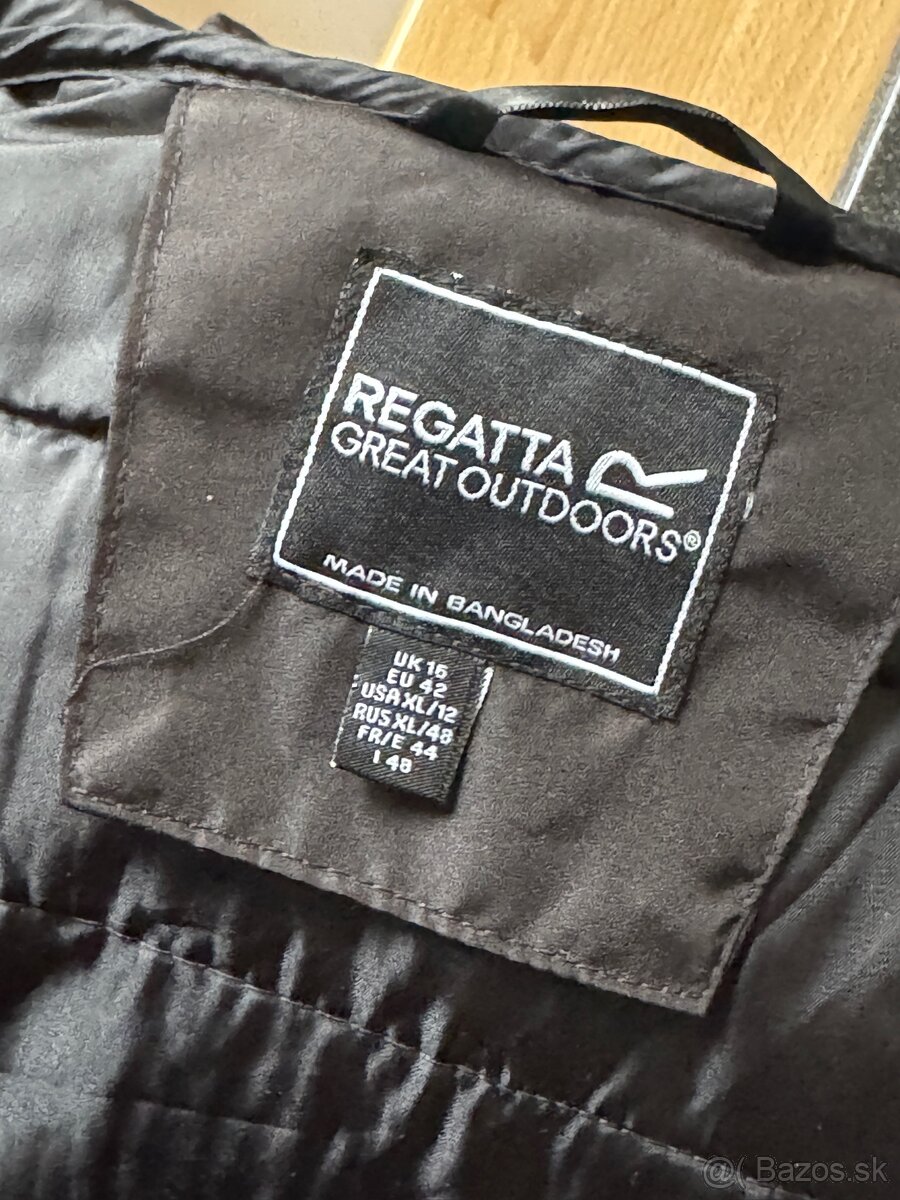 REGATTA R
GREAT OUTDOORS®
MADE IN BANGLADESH
UK 16
EU 42
USA XL/12
RUS XL/48
FR/E 44
I 48
@( Bazos.sk